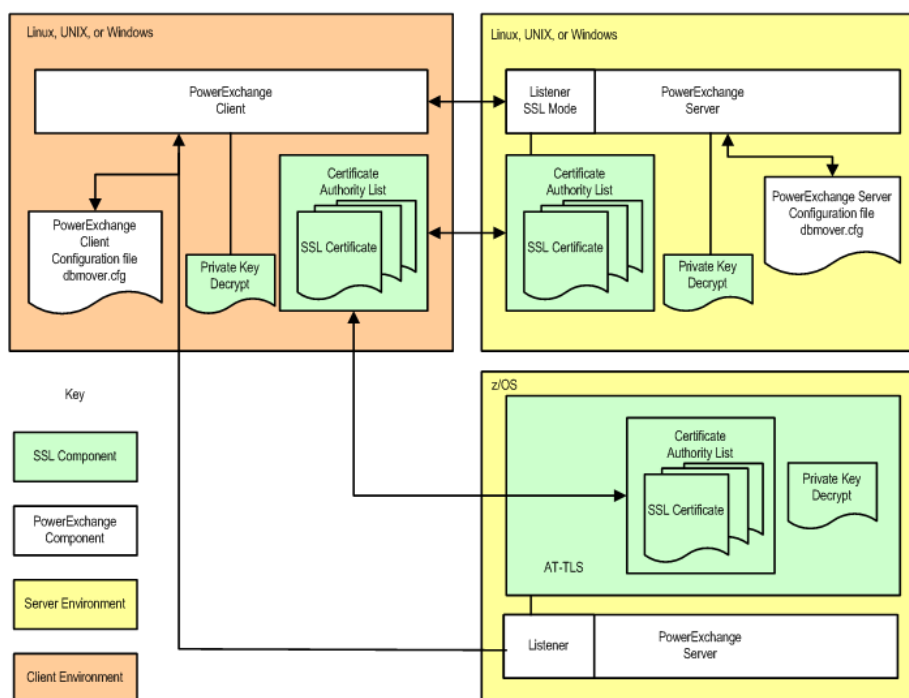 Linux, UNIX, or Windows
PowerExchange
Client
PowerExchange
Client
Configuration file
dbmover.cfg
Private Key
Decrypt
Certificate
Authority List
SSL Certificate
Linux, UNIX, or Windows
Listener
SSL Mode
PowerExchange
Server
Certificate
Authority List
SSL Certificate
Private Key
Decrypt
PowerExchange Server
Configuration file
dbmover.cfg
Key
SSL Component
PowerExchange
Component
Server Environment
Client Environment
z/OS
Certificate
Authority List
SSL Certificate
Private Key
Decrypt
AT-TLS
Listener
PowerExchange
Server